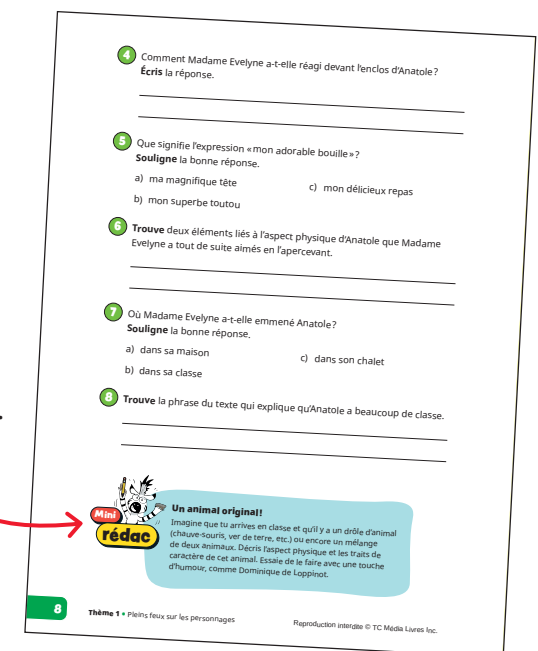 4 Comment Madame Evelyne a-t-elle réagi devant l'enclos d'Anatole ?
Écris la réponse.
5 Que signifie l'expression « mon adorable bouille » ?
Souligne la bonne réponse.
a) ma magnifique tête
c) mon délicieux repas
b) mon superbe toutou
6 Trouve deux éléments liés à l'aspect physique d'Anatole que Madame
Evelyne a tout de suite aimés en l'apercevant.
7 Où Madame Evelyne a-t-elle emmené Anatole ?
Souligne la bonne réponse.
a) dans sa maison
c) dans son chalet
b) dans sa classe
8 Trouve la phrase du texte qui explique qu'Anatole a beaucoup de classe.
Mini
rédac
Un animal original !
Imagine que tu arrives en classe et qu'il y a un drôle d'animal
(chauve-souris, ver de terre, etc.) ou encore un mélange
de deux animaux. Décris l'aspect physique et les traits de
caractère de cet animal. Essaie de le faire avec une touche
d'humour, comme Dominique de Loppinot.
8 Thème 1 • Pleins feux sur les personnages
Reproduction interdite © TC Média Livres Inc.